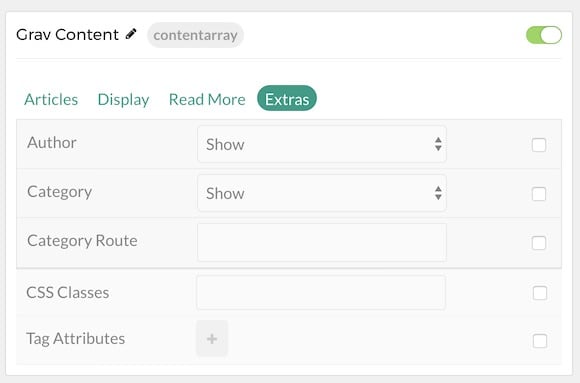 Grav Content contentarray
Articles Display Read More Extras
Author Show
Category Show
Category Route
CSS Classes
Tag Attributes +